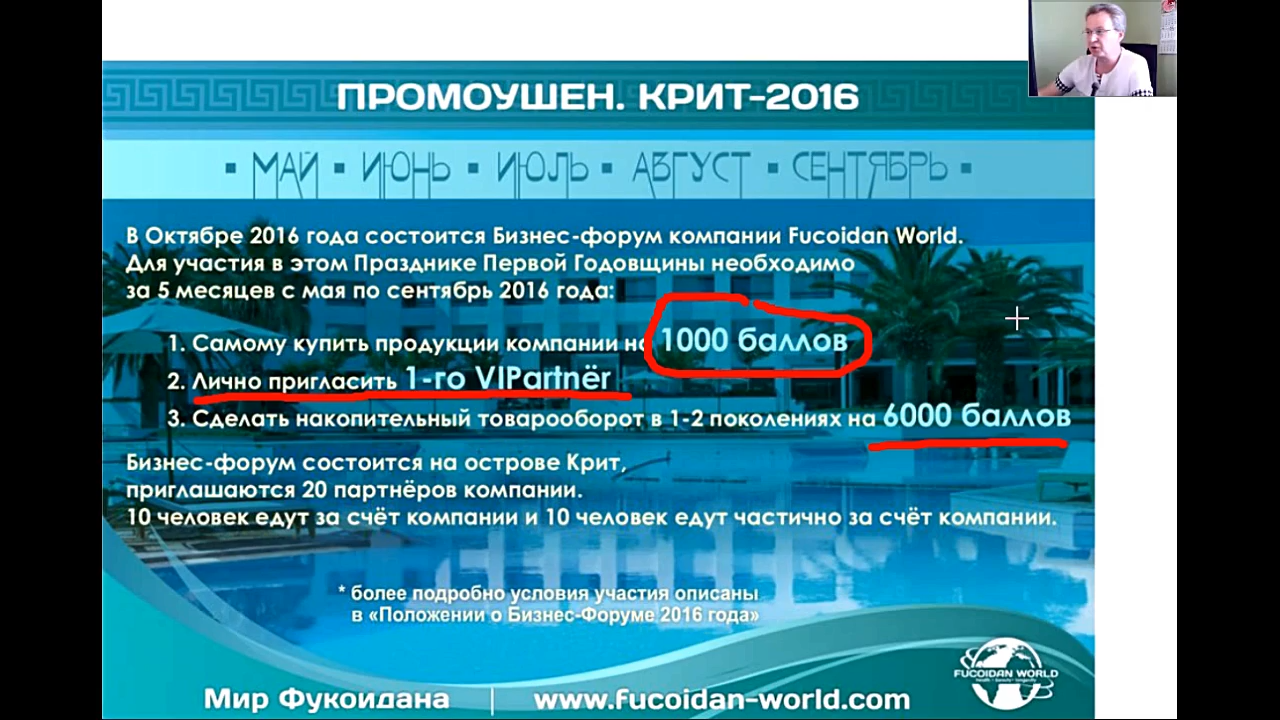 ПРОМОУШЕН. КРИТ-2016
▪ МАЙ ▪ ИЮНЬ ▪ ИЮЛЬ ▪ АВГУСТ ▪ СЕНТЯБРЬ ▪
В Октябре 2016 года состоится Бизнес-форум компании Fucoidan World.
Для участия в этом Празднике Первой Годовщины необходимо
за 5 месяцев с мая по сентябрь 2016 года:
1. Самому купить продукции компании на 1000 баллов
2. Лично пригласить 1-го VIPartnёr
3. Сделать накопительный товарооборот в 1-2 поколениях на 6000 баллов
Бизнес-форум состоится на острове Крит,
приглашаются 20 партнёров компании.
10 человек едут за счёт компании и 10 человек едут частично за счёт компании.
* более подробно условия участия описаны
в «Положении о Бизнес-Форуме 2016 года»
Мир Фукоидана | www.fucoidan-world.com
FUCOIDAN WORLD